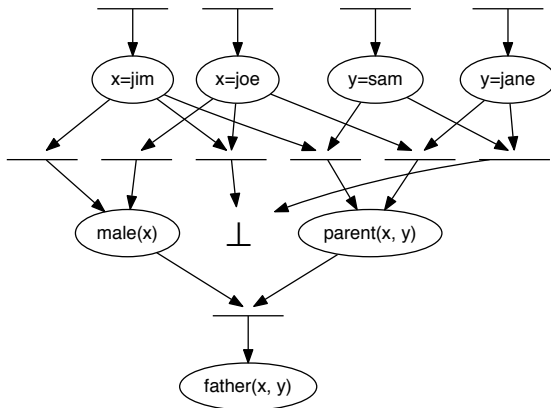 x=jim x=joe y=sam y=jane
male(x) ⊥ parent(x, y)
father(x, y)